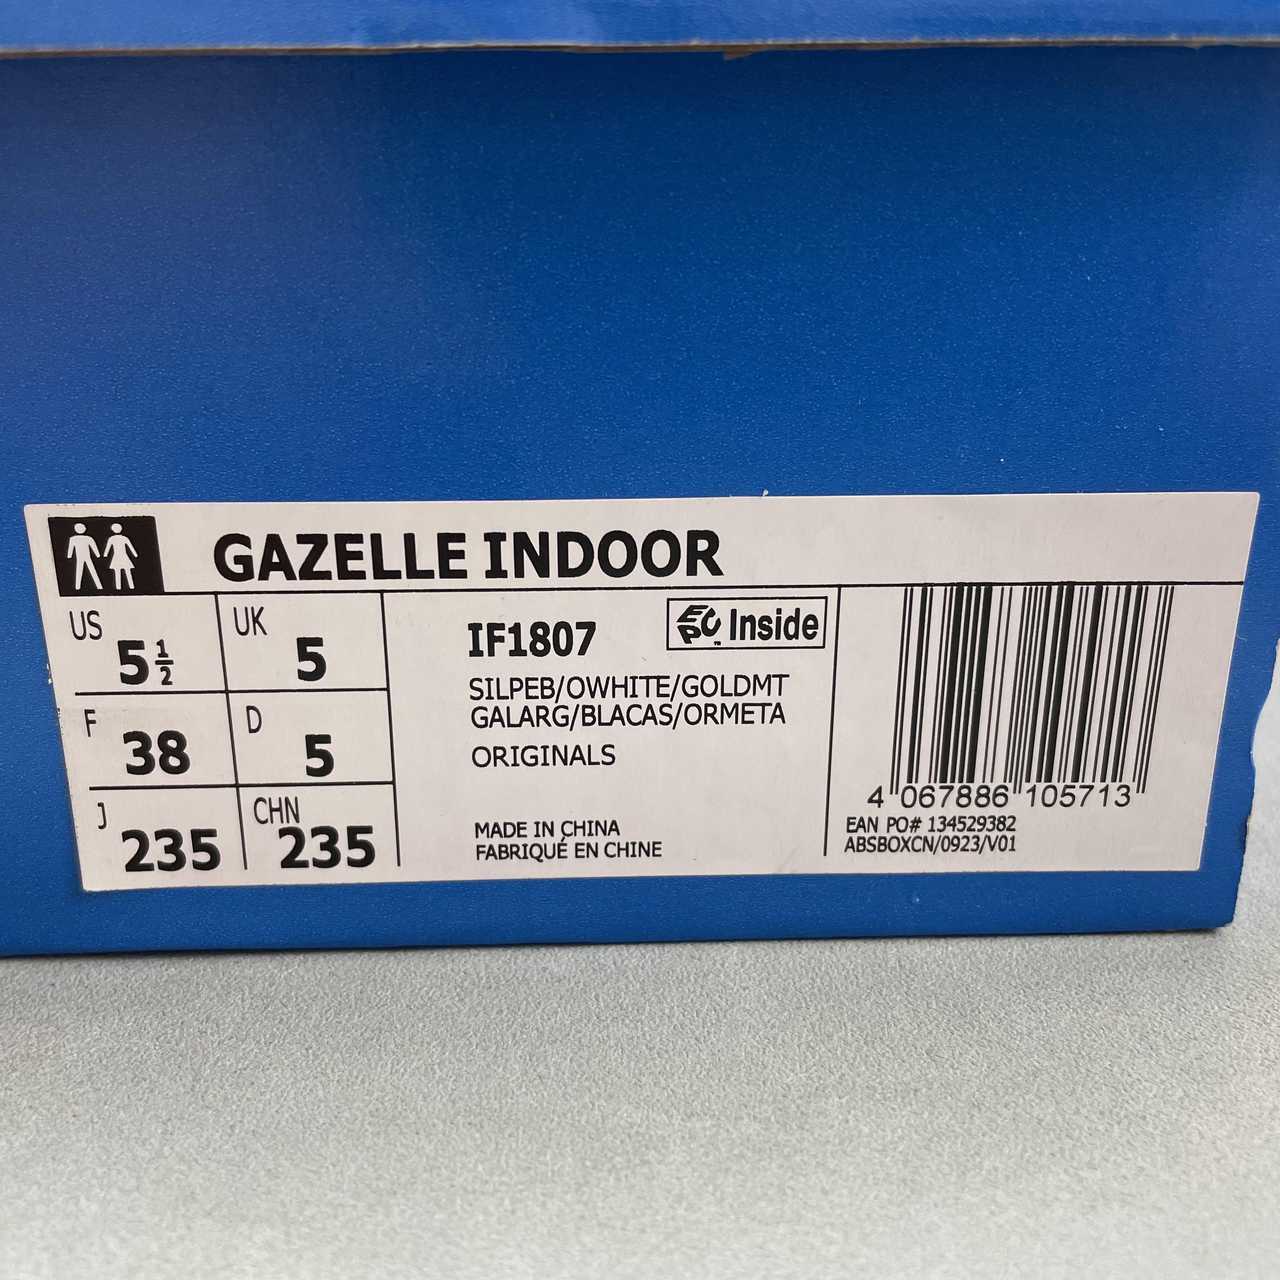 GAZELLE INDOOR
US 5½
UK 5
F 38
D 5
J 235
CHN 235
IF1807
EPC™ Inside
SILPEB/OWHITE/GOLDMT
GALARG/BLACAS/ORMETA
ORIGINALS
MADE IN CHINA
FABRIQUÉ EN CHINE
4 067886 105713
EAN PO# 134529382
ABSBOXCN/0923/V01